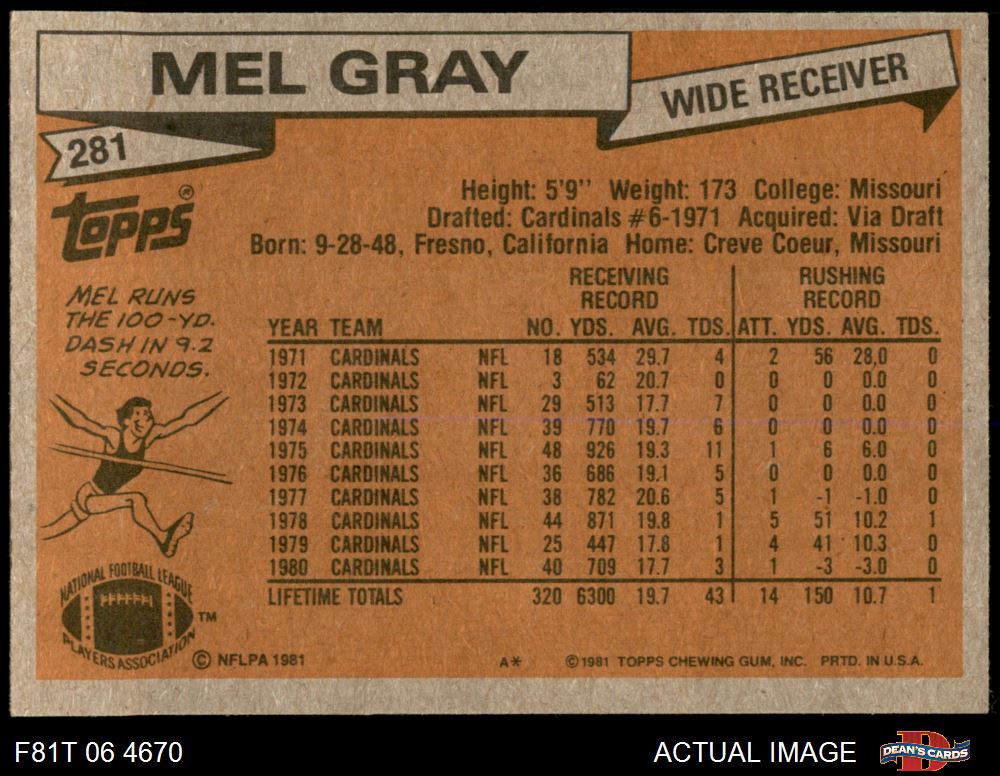 MEL GRAY
WIDE RECEIVER
281
Topps®
Height: 5'9" Weight: 173 College: Missouri
Drafted: Cardinals #6-1971 Acquired: Via Draft
Born: 9-28-48, Fresno, California Home: Creve Coeur, Missouri
MEL RUNS
THE 100-YD.
DASH IN 9.2
SECONDS.
RECEIVING RUSHING
RECORD RECORD
YEAR TEAM NO. YDS. AVG. TDS. ATT. YDS. AVG. TDS.
1971 CARDINALS NFL 18 534 29.7 4 2 56 28.0 0
1972 CARDINALS NFL 3 62 20.7 0 0 0 0.0 0
1973 CARDINALS NFL 29 513 17.7 7 0 0 0.0 0
1974 CARDINALS NFL 39 770 19.7 6 0 0 0.0 0
1975 CARDINALS NFL 48 926 19.3 11 1 6 6.0 0
1976 CARDINALS NFL 36 686 19.1 5 0 0 0.0 0
1977 CARDINALS NFL 38 782 20.6 5 1 -1 -1.0 0
1978 CARDINALS NFL 44 871 19.8 1 5 51 10.2 1
1979 CARDINALS NFL 25 447 17.8 1 4 41 10.3 0
1980 CARDINALS NFL 40 709 17.7 3 1 -3 -3.0 0
LIFETIME TOTALS 320 6300 19.7 43 14 150 10.7 1
NATIONAL FOOTBALL LEAGUE
PLAYERS ASSOCIATION ™
© NFLPA 1981 A* ©1981 TOPPS CHEWING GUM, INC. PRTD. IN U.S.A.
F81T 06 4670 ACTUAL IMAGE D DEAN'S CARDS